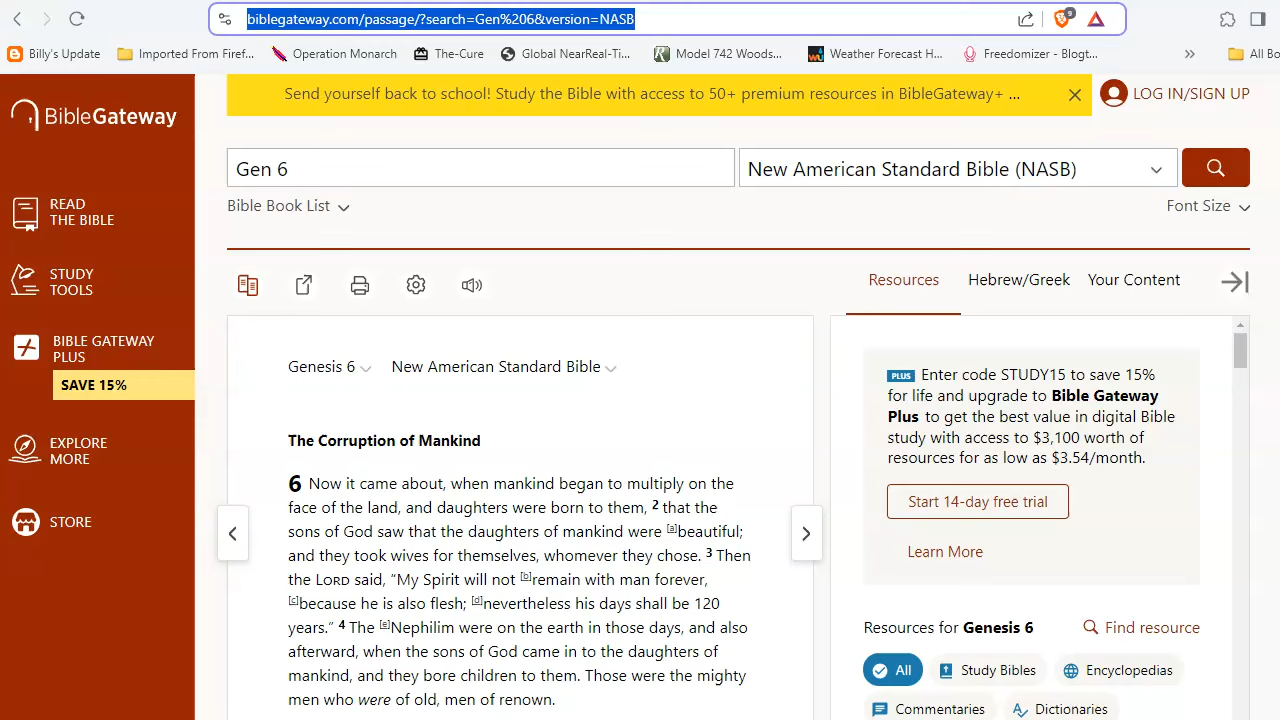 biblegateway.com/passage/?search=Gen%206&version=NASB
9
Billy's Update
Imported From Firef...
Operation Monarch
The-Cure
Global NearReal-Ti...
Model 742 Woods...
Weather Forecast H...
Freedomizer - Blogt...
»
All Bo
Send yourself back to school! Study the Bible with access to 50+ premium resources in BibleGateway+ ...
LOG IN/SIGN UP
BibleGateway
Gen 6
New American Standard Bible (NASB)
Bible Book List
Font Size
READ
THE BIBLE
STUDY
TOOLS
BIBLE GATEWAY
PLUS
SAVE 15%
EXPLORE
MORE
STORE
Resources
Hebrew/Greek
Your Content
Genesis 6
New American Standard Bible
The Corruption of Mankind
6 Now it came about, when mankind began to multiply on the
face of the land, and daughters were born to them, 2 that the
sons of God saw that the daughters of mankind were [a]beautiful;
and they took wives for themselves, whomever they chose. 3 Then
the LORD said, “My Spirit will not [b]remain with man forever,
[c]because he is also flesh; [d]nevertheless his days shall be 120
years.” 4 The [e]Nephilim were on the earth in those days, and also
afterward, when the sons of God came in to the daughters of
mankind, and they bore children to them. Those were the mighty
men who were of old, men of renown.
PLUS Enter code STUDY15 to save 15%
for life and upgrade to Bible Gateway
Plus to get the best value in digital Bible
study with access to $3,100 worth of
resources for as low as $3.54/month.
Start 14-day free trial
Learn More
Resources for Genesis 6
Find resource
All
Study Bibles
Encyclopedias
Commentaries
Dictionaries